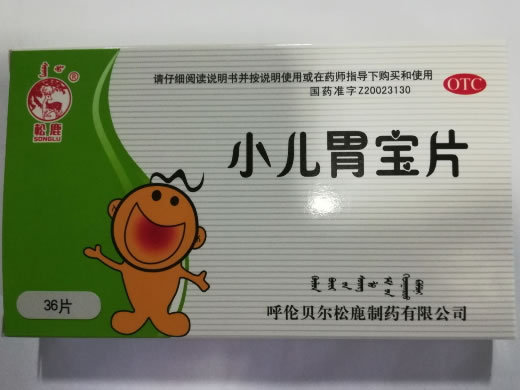 松鹿
SONGLU
®
请仔细阅读说明书并按说明使用或在药师指导下购买和使用
国药准字Z20023130
OTC
小儿胃宝片
36片
呼伦贝尔松鹿制药有限公司